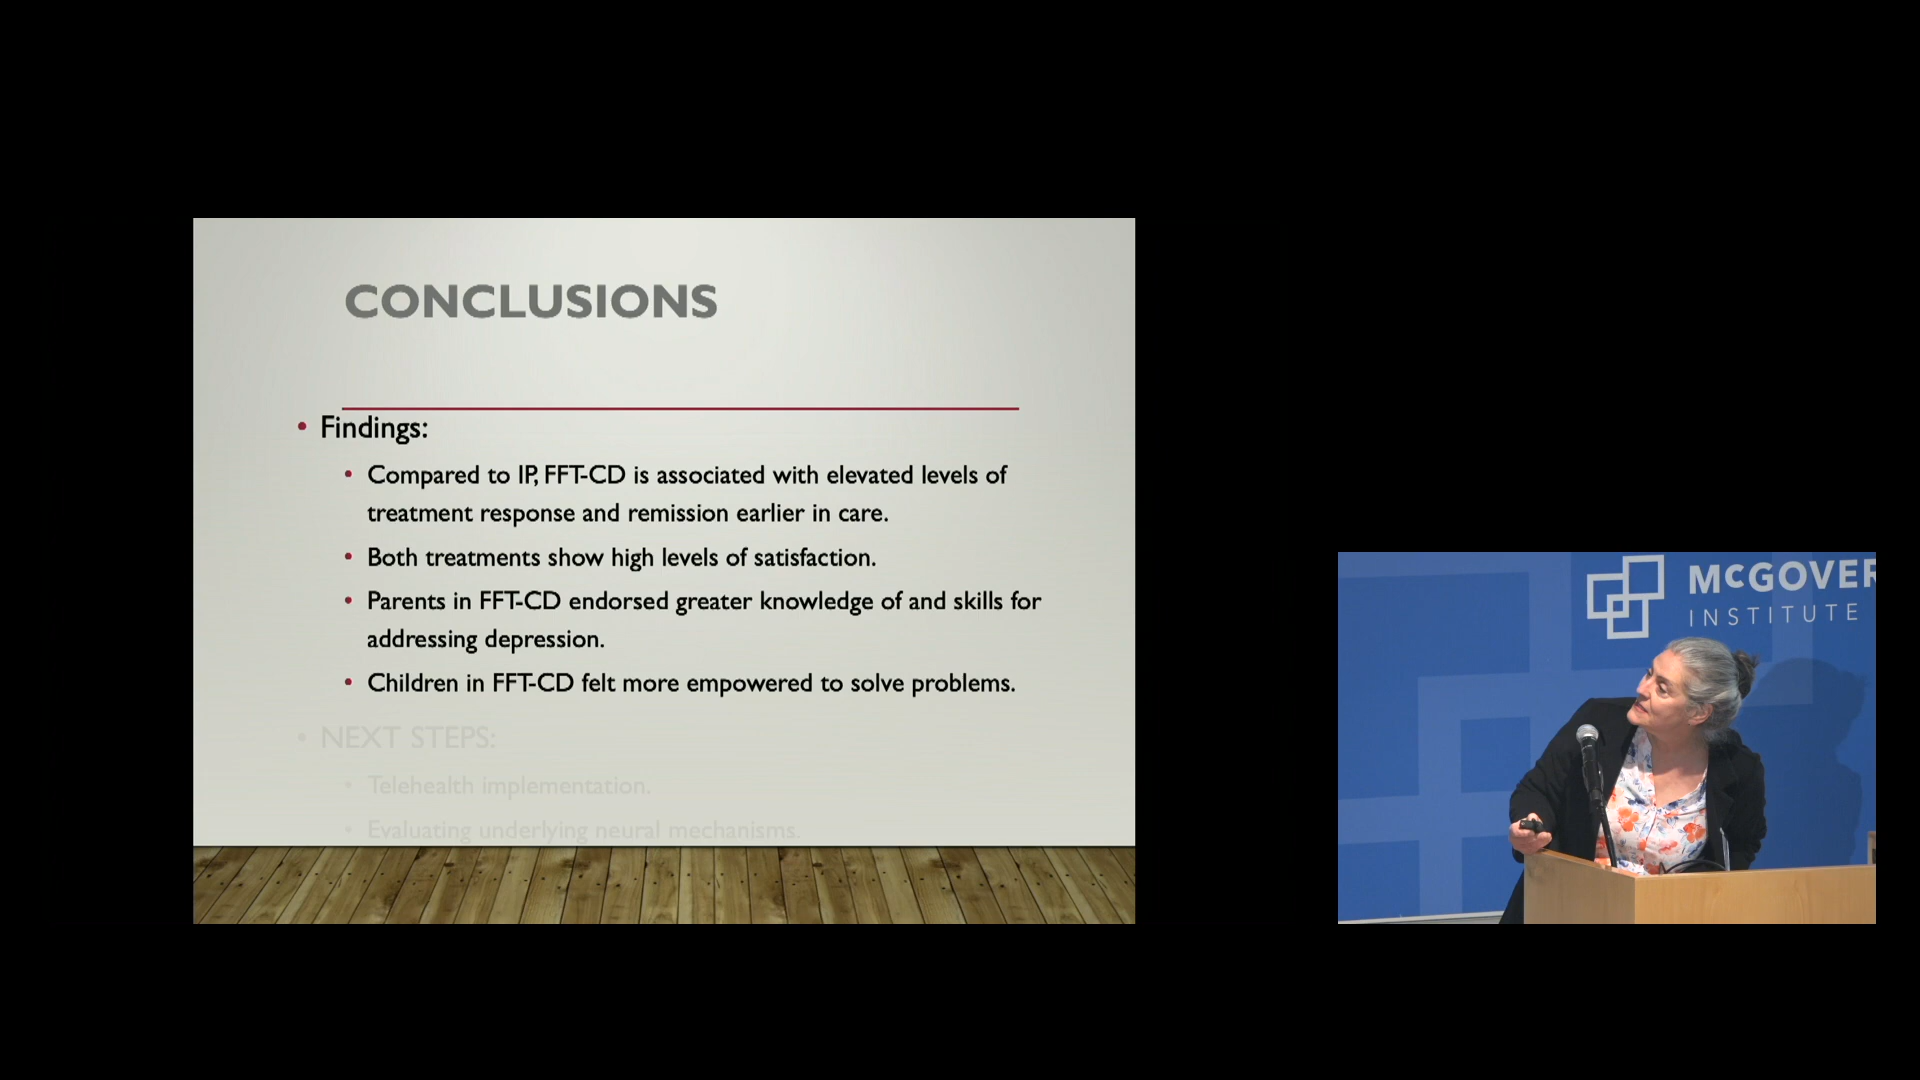 CONCLUSIONS
• Findings:
• Compared to IP, FFT-CD is associated with elevated levels of
treatment response and remission earlier in care.
• Both treatments show high levels of satisfaction.
• Parents in FFT-CD endorsed greater knowledge of and skills for
addressing depression.
• Children in FFT-CD felt more empowered to solve problems.
• NEXT STEPS:
• Telehealth implementation.
• Evaluating underlying neural mechanisms.
MCGOVER
INSTITUTE